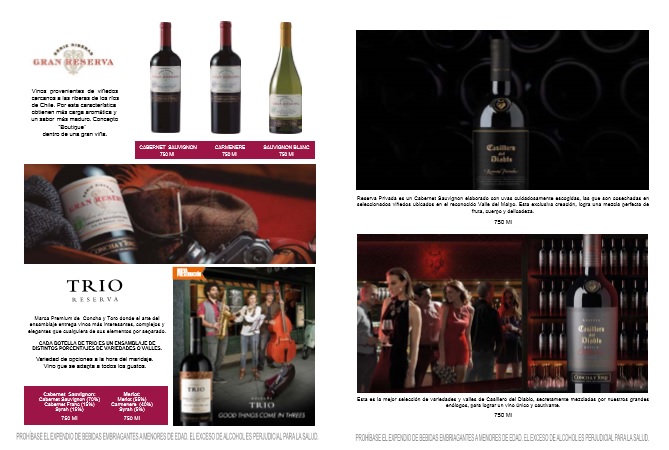 SERIE RIBERAS
GRAN RESERVA
Vinos provenientes de viñedos
cercanos a las riberas de los ríos
de Chile. Por esta característica
obtienen más carga aromática y
un sabor más maduro. Concepto
"Boutique"
dentro de una gran viña.
CABERNET SAUVIGNON
750 Ml
CARMENERE
750 Ml
SAUVIGNON BLANC
750 Ml
GRAN RESERVA
CONCHA Y TORO
TRIO
RESERVA
Marca Premium de Concha y Toro donde el arte del
ensamblaje entrega vinos más interesantes, complejos y
elegantes que cualquiera de sus elementos por separado.
CADA BOTELLA DE TRIO ES UN ENSAMBLAJE DE
DISTINTOS PORCENTAJES DE VARIEDADES O VALLES.
Variedad de opciones a la hora del maridaje.
Vino que se adapta a todos los gustos.
Cabernet Sauvignon:
Cabernet Sauvignon (70%)
Cabernet Franc (15%)
Syrah (15%)
750 Ml
Merlot:
Merlot (55%)
Carmenere (40%)
Syrah (5%)
750 Ml
NUEVA
TRIO
TRIO
GOOD THINGS COME IN THREES
PROHÍBASE EL EXPENDIO DE BEBIDAS EMBRIAGANTES A MENORES DE EDAD. EL EXCESO DE ALCOHOL ES PERJUDICIAL PARA LA SALUD.
Casillero
del
Diablo
Reserva Privada
Reserva Privada es un Cabernet Sauvignon elaborado con uvas cuidadosamente escogidas, las que son cosechadas en
seleccionados viñedos ubicados en el reconocido Valle del Maipo. Esta exclusiva creación, logra una mezcla perfecta de
fruta, cuerpo y delicadeza.
750 Ml
Casillero
del
Diablo
CONCHA Y TORO
Esta es la mejor selección de variedades y valles de Casillero del Diablo, secretamente mezcladas por nuestros grandes
enólogos, para lograr un vino único y cautivante.
750 Ml
PROHÍBASE EL EXPENDIO DE BEBIDAS EMBRIAGANTES A MENORES DE EDAD. EL EXCESO DE ALCOHOL ES PERJUDICIAL PARA LA SALUD.